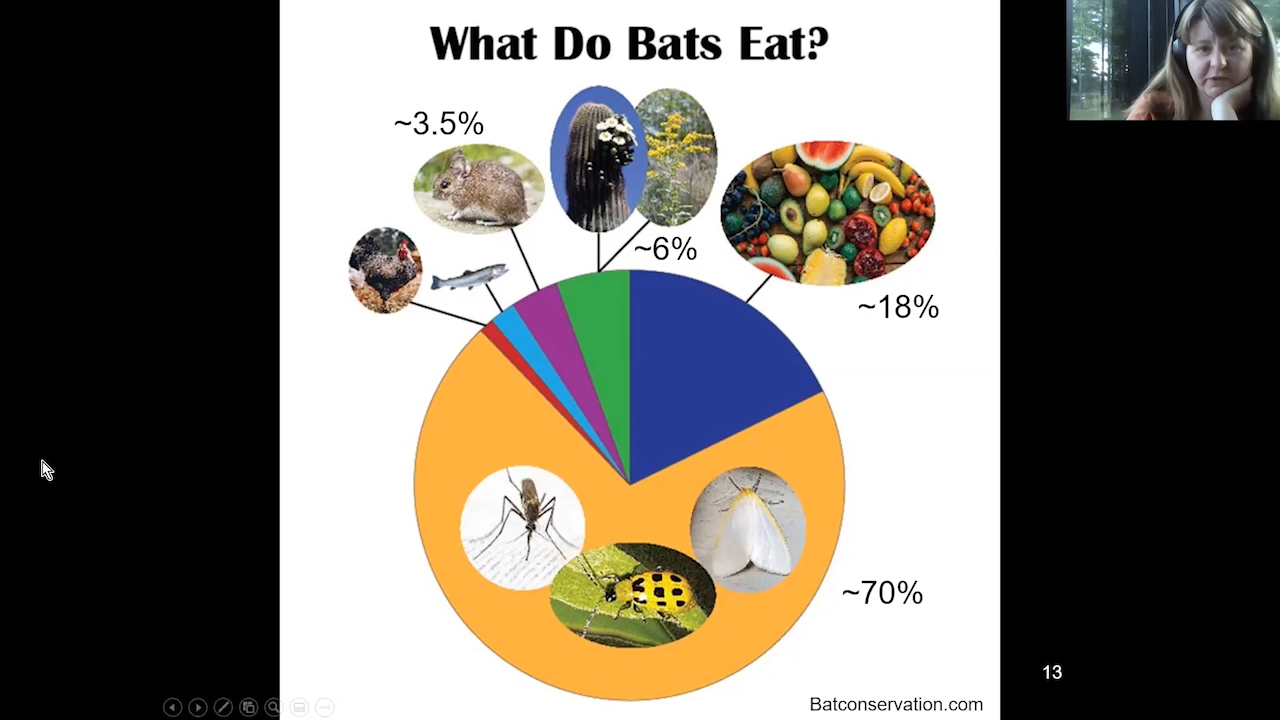 What Do Bats Eat?
~3.5%
~6%
~18%
~70%
13
Batconservation.com